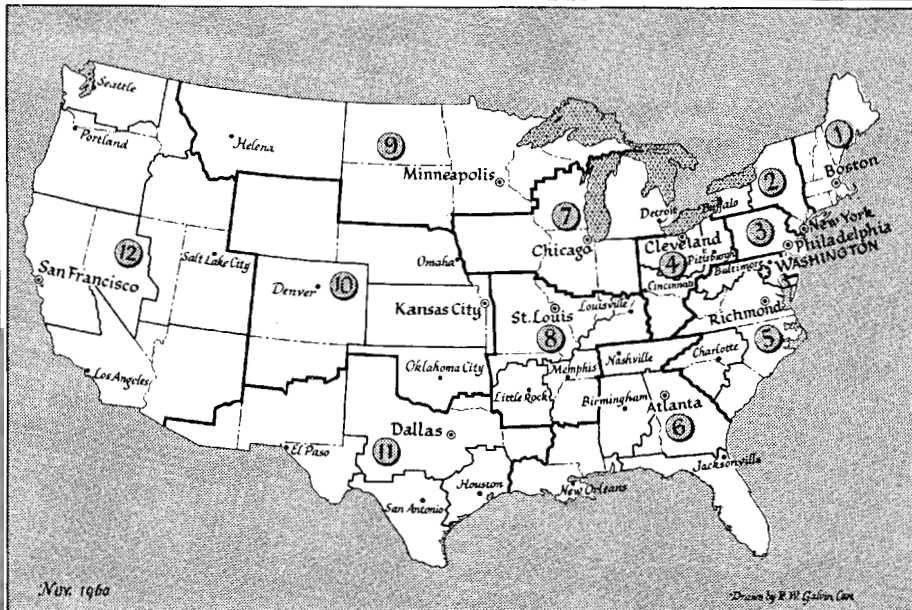 Seattle
Portland
Helena
9
Minneapolis
1
Boston
2
Buffalo
Detroit
7
Chicago
Cleveland
4
Pittsburgh
3
New York
Philadelphia
WASHINGTON
Baltimore
Cincinnati
12
Salt Lake City
San Francisco
Omaha
Denver
10
Kansas City
St. Louis
8
Louisville
Richmond
5
Los Angeles
Oklahoma City
Memphis
Nashville
Charlotte
Little Rock
Birmingham
Atlanta
6
Dallas
11
El Paso
Houston
San Antonio
New Orleans
Jacksonville
Nov. 1960
Drawn by R. W. Galvin